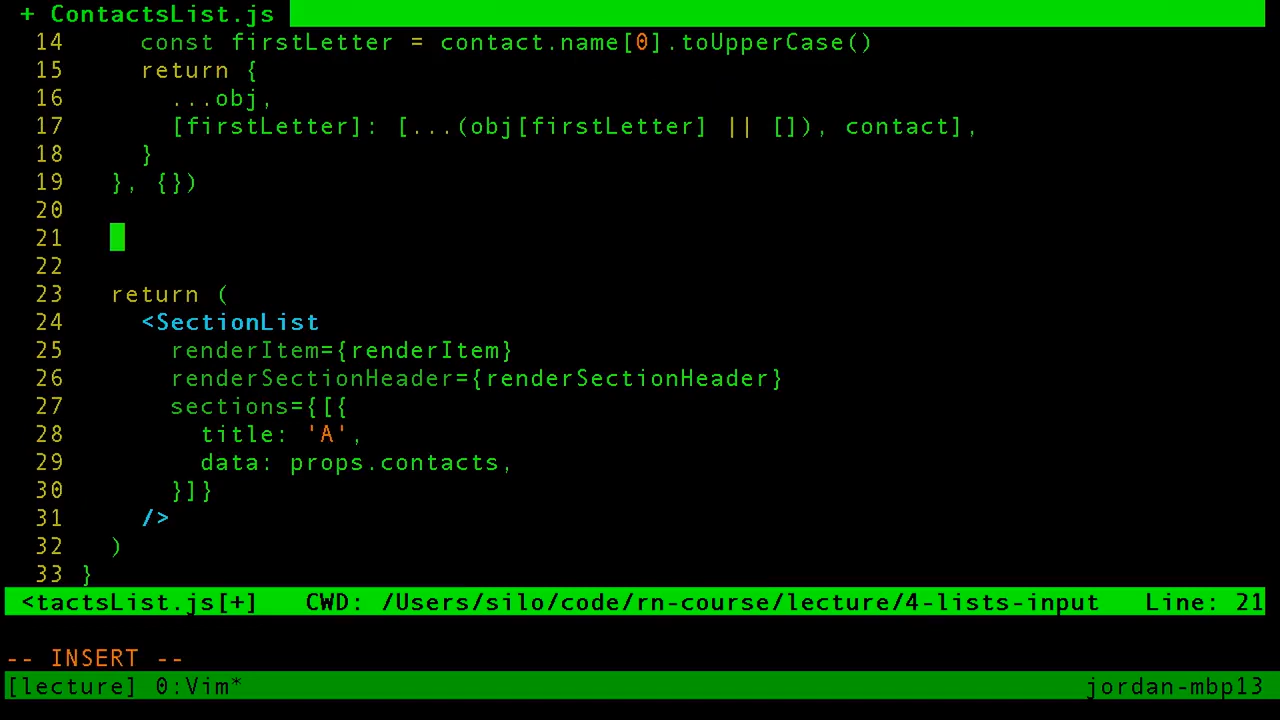 + ContactsList.js
14 const firstLetter = contact.name[0].toUpperCase()
15 return {
16 ...obj,
17 [firstLetter]: [...(obj[firstLetter] || []), contact],
18 }
19 }, {})
20
21
22
23 return (
24 <SectionList
25 renderItem={renderItem}
26 renderSectionHeader={renderSectionHeader}
27 sections={[{
28 title: 'A',
29 data: props.contacts,
30 }]}
31 />
32 )
33 }
<tactsList.js[+] CWD: /Users/silo/code/rn-course/lecture/4-lists-input Line: 21
-- INSERT --
[lecture] 0:Vim* jordan-mbp13